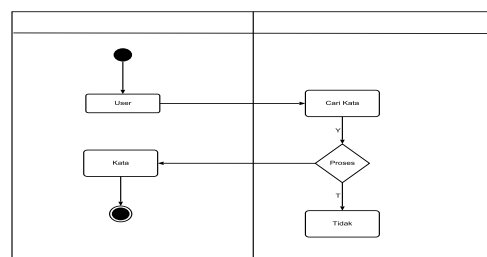 User
Cari Kata
Y
Kata
Proses
T
Tidak